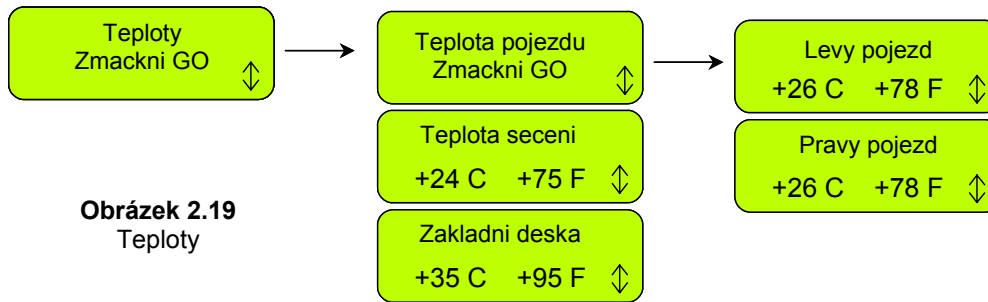 Teploty
Zmackni GO
Teplota pojezdu
Zmackni GO
Levy pojezd
+26 C +78 F
Teplota seceni
+24 C +75 F
Pravy pojezd
+26 C +78 F
Zakladni deska
+35 C +95 F
Obrázek 2.19
Teploty